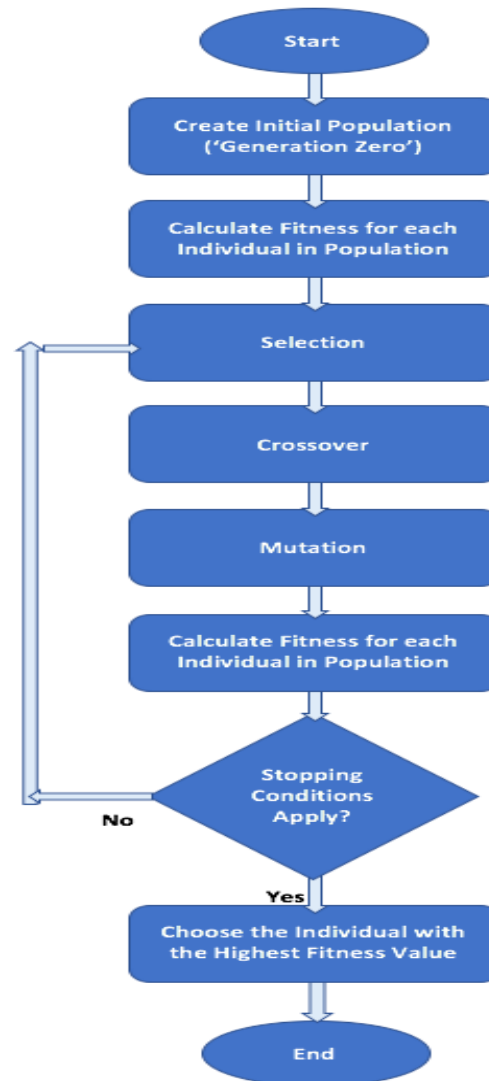 Start
Create Initial Population
(‘Generation Zero’)
Calculate Fitness for each
Individual in Population
Selection
Crossover
Mutation
Calculate Fitness for each
Individual in Population
Stopping
Conditions
Apply?
No
Yes
Choose the Individual with
the Highest Fitness Value
End